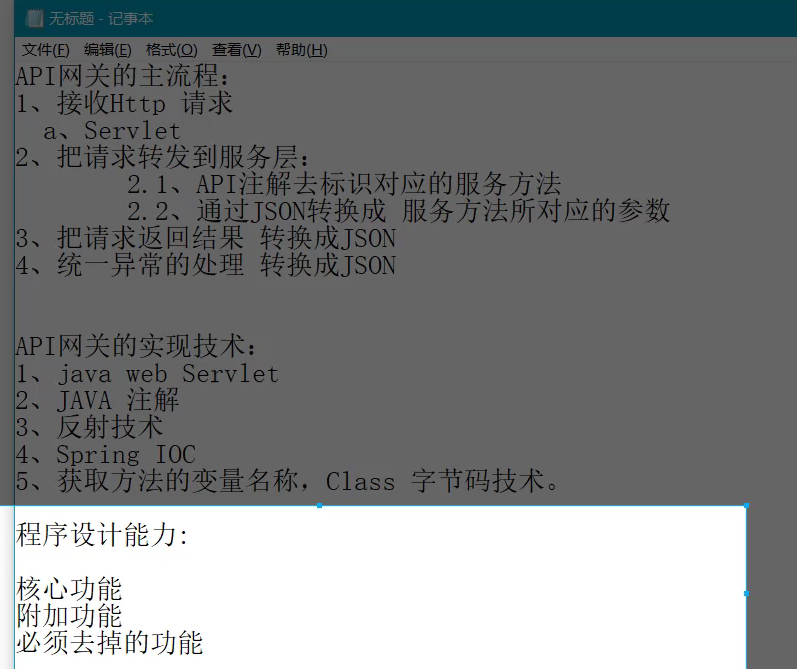 无标题 - 记事本
文件(F) 编辑(E) 格式(O) 查看(V) 帮助(H)
API网关的主流程：
1、接收Http 请求
a、Servlet
2、把请求转发到服务层：
2.1、API注解去标识对应的服务方法
2.2、通过JSON转换成 服务方法所对应的参数
3、把请求返回结果 转换成JSON
4、统一异常的处理 转换成JSON
API网关的实现技术：
1、java web Servlet
2、JAVA 注解
3、反射技术
4、Spring IOC
5、获取方法的变量名称，Class 字节码技术。
程序设计能力：
核心功能
附加功能
必须去掉的功能